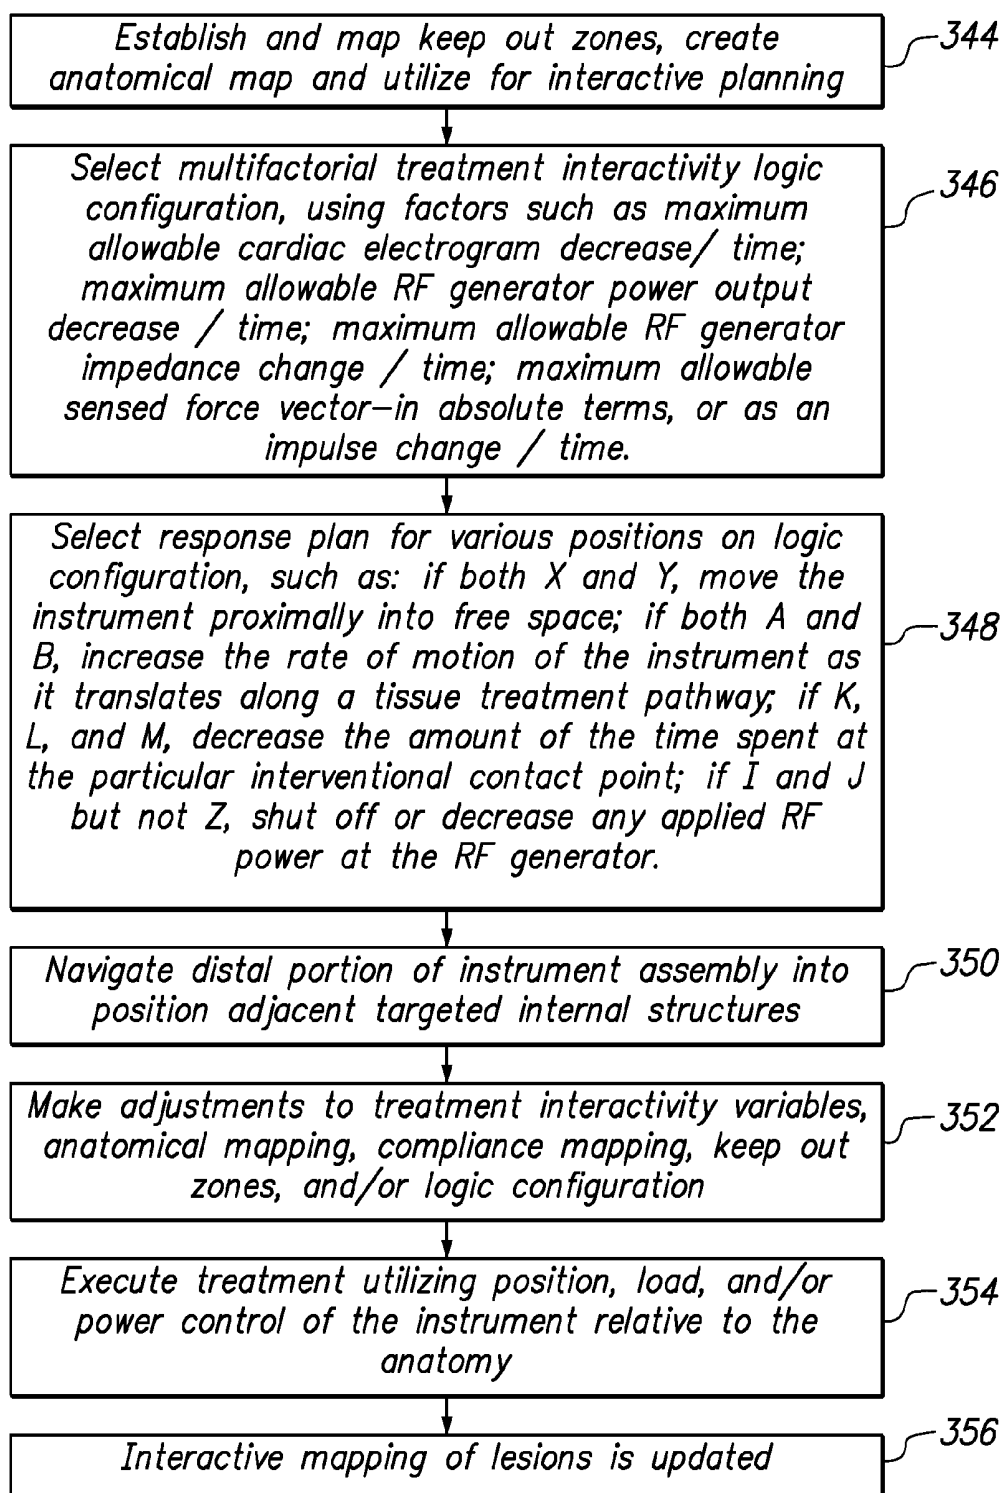 Establish and map keep out zones, create
anatomical map and utilize for interactive planning
344
Select multifactorial treatment interactivity logic
configuration, using factors such as maximum
allowable cardiac electrogram decrease/ time;
maximum allowable RF generator power output
decrease / time; maximum allowable RF generator
impedance change / time; maximum allowable
sensed force vector—in absolute terms, or as an
impulse change / time.
346
Select response plan for various positions on logic
configuration, such as: if both X and Y, move the
instrument proximally into free space; if both A and
B, increase the rate of motion of the instrument as
it translates along a tissue treatment pathway; if K,
L, and M, decrease the amount of the time spent at
the particular interventional contact point; if I and J
but not Z, shut off or decrease any applied RF
power at the RF generator.
348
Navigate distal portion of instrument assembly into
position adjacent targeted internal structures
350
Make adjustments to treatment interactivity variables,
anatomical mapping, compliance mapping, keep out
zones, and/or logic configuration
352
Execute treatment utilizing position, load, and/or
power control of the instrument relative to the
anatomy
354
Interactive mapping of lesions is updated
356